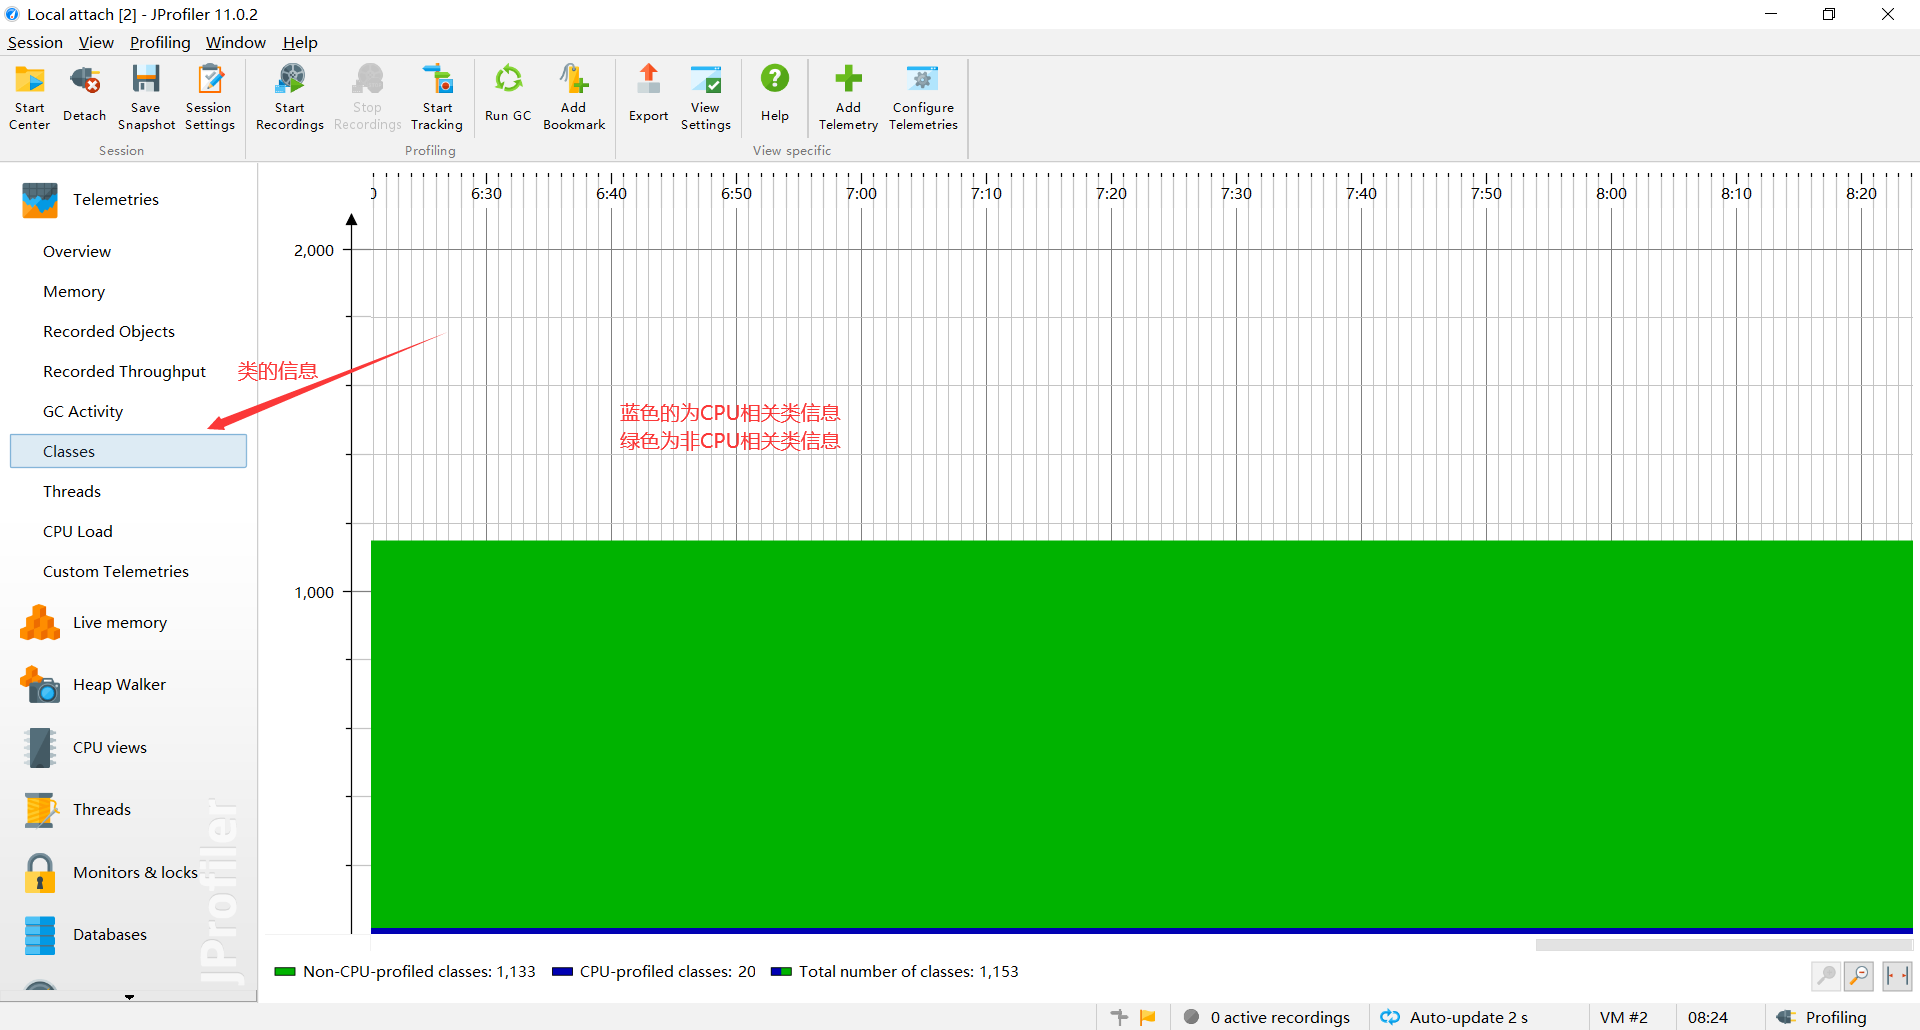 Local attach [2] - JProfiler 11.0.2
Session View Profiling Window Help
Start Center
Detach
Save Snapshot
Session Settings
Start Recordings
Stop Recordings
Start Tracking
Run GC
Add Bookmark
Export
View Settings
Help
Add Telemetry
Configure Telemetries
Session
Profiling
View specific
Telemetries
Overview
Memory
Recorded Objects
Recorded Throughput
GC Activity
Classes
Threads
CPU Load
Custom Telemetries
Live memory
Heap Walker
CPU views
Threads
Monitors & locks
Databases
JProfiler
类的信息
0 6:30 6:40 6:50 7:00 7:10 7:20 7:30 7:40 7:50 8:00 8:10 8:20
2,000
蓝色的为CPU相关类信息
绿色为非CPU相关类信息
1,000
Non-CPU-profiled classes: 1,133 CPU-profiled classes: 20 Total number of classes: 1,153
0 active recordings Auto-update 2 s VM #2 08:24 Profiling